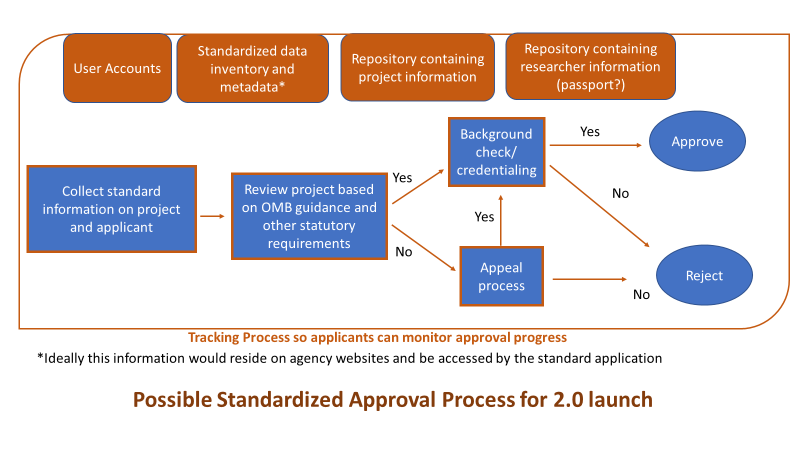 User Accounts
Standardized data
inventory and
metadata*
Repository containing
project information
Repository containing
researcher information
(passport?)
Collect standard
information on project
and applicant
Review project based
on OMB guidance and
other statutory
requirements
Yes
No
Background
check/
credentialing
Yes
Appeal
process
Yes
No
No
Approve
Reject
Tracking Process so applicants can monitor approval progress
*Ideally this information would reside on agency websites and be accessed by the standard application
Possible Standardized Approval Process for 2.0 launch